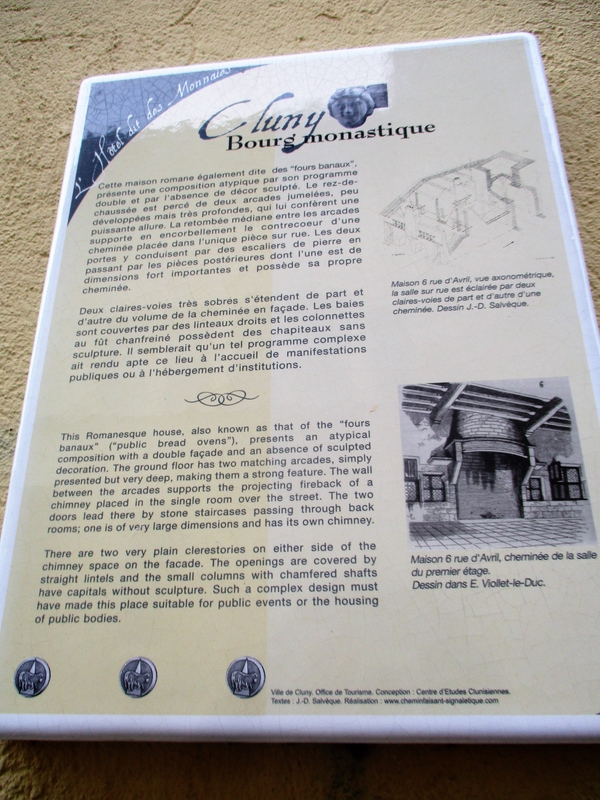 L'Hôtel dit des Monnaies
Cluny
Bourg monastique
Cette maison romane également dite des "fours banaux",
présente une composition atypique par son programme
double et par l'absence de décor sculpté. Le rez-de-
chaussée est percé de deux arcades jumelées, peu
développées mais très profondes, qui lui confèrent une
puissante allure. La retombée médiane entre les arcades
supporte en encorbellement le contrecoeur d'une
cheminée placée dans l'unique pièce sur rue. Les deux
portes y conduisent par des escaliers de pierre en
passant par les pièces postérieures dont l'une est de
dimensions fort importantes et possède sa propre
cheminée.
Deux claires-voies très sobres s'étendent de part et
d'autre du volume de la cheminée en façade. Les baies
sont couvertes par des linteaux droits et les colonnettes
au fût chanfreiné possèdent des chapiteaux sans
sculpture. Il semblerait qu'un tel programme complexe
ait rendu apte ce lieu à l'accueil de manifestations
publiques ou à l'hébergement d'institutions.
Maison 6 rue d'Avril, vue axonométrique,
la salle sur rue est éclairée par deux
claires-voies de part et d'autre d'une
cheminée. Dessin J.-D. Salvèque.
This Romanesque house, also known as that of the "fours
banaux" ("public bread ovens"), presents an atypical
composition with a double façade and an absence of sculpted
decoration. The ground floor has two matching arcades, simply
presented but very deep, making them a strong feature. The wall
between the arcades supports the projecting fireback of a
chimney placed in the single room over the street. The two
doors lead there by stone staircases passing through back
rooms; one is of very large dimensions and has its own chimney.
There are two very plain clerestories on either side of the
chimney space on the facade. The openings are covered by
straight lintels and the small columns with chamfered shafts
have capitals without sculpture. Such a complex design must
have made this place suitable for public events or the housing
of public bodies.
6
Maison 6 rue d'Avril, cheminée de la salle
du premier étage.
Dessin dans E. Viollet-le-Duc.
Ville de Cluny. Office de Tourisme. Conception : Centre d'Etudes Clunisiennes.
Textes : J.-D. Salvèque. Réalisation : www.cheminfaisant-signaletique.com